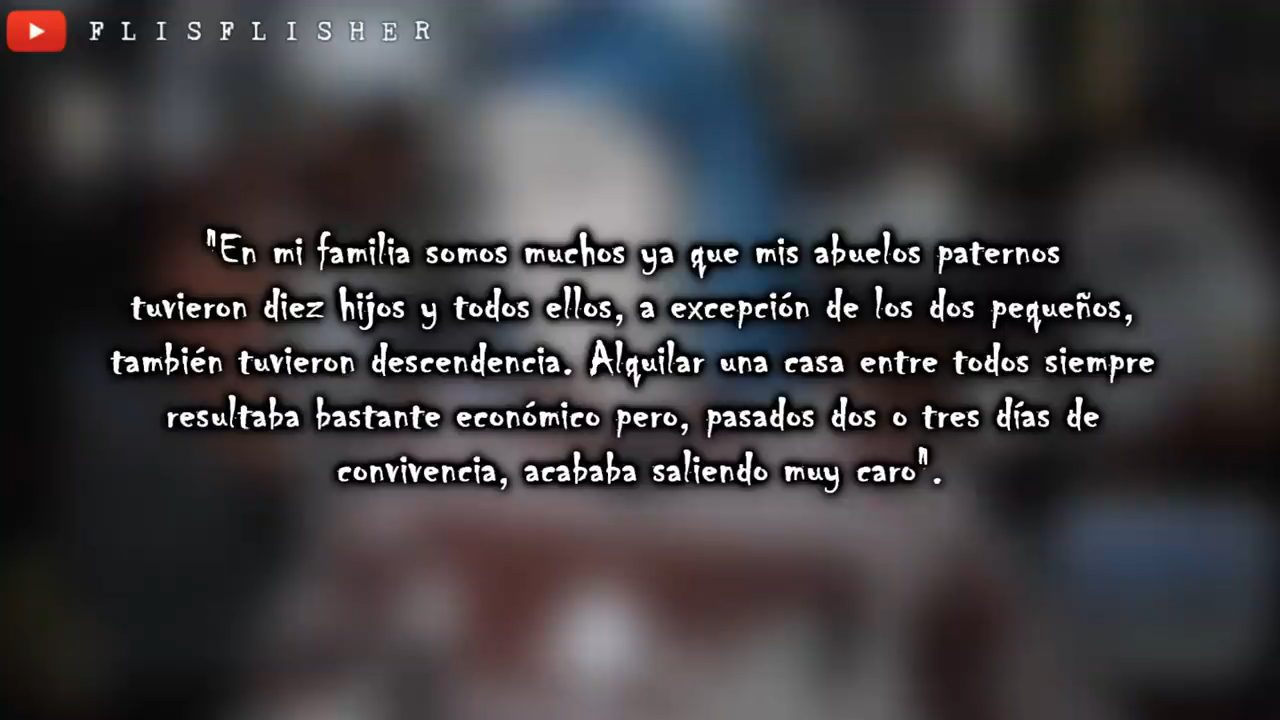 FLISFLISHER
"En mi familia somos muchos ya que mis abuelos paternos
tuvieron diez hijos y todos ellos, a excepción de los dos pequeños,
también tuvieron descendencia. Alquilar una casa entre todos siempre
resultaba bastante económico pero, pasados dos o tres días de
convivencia, acababa saliendo muy caro".